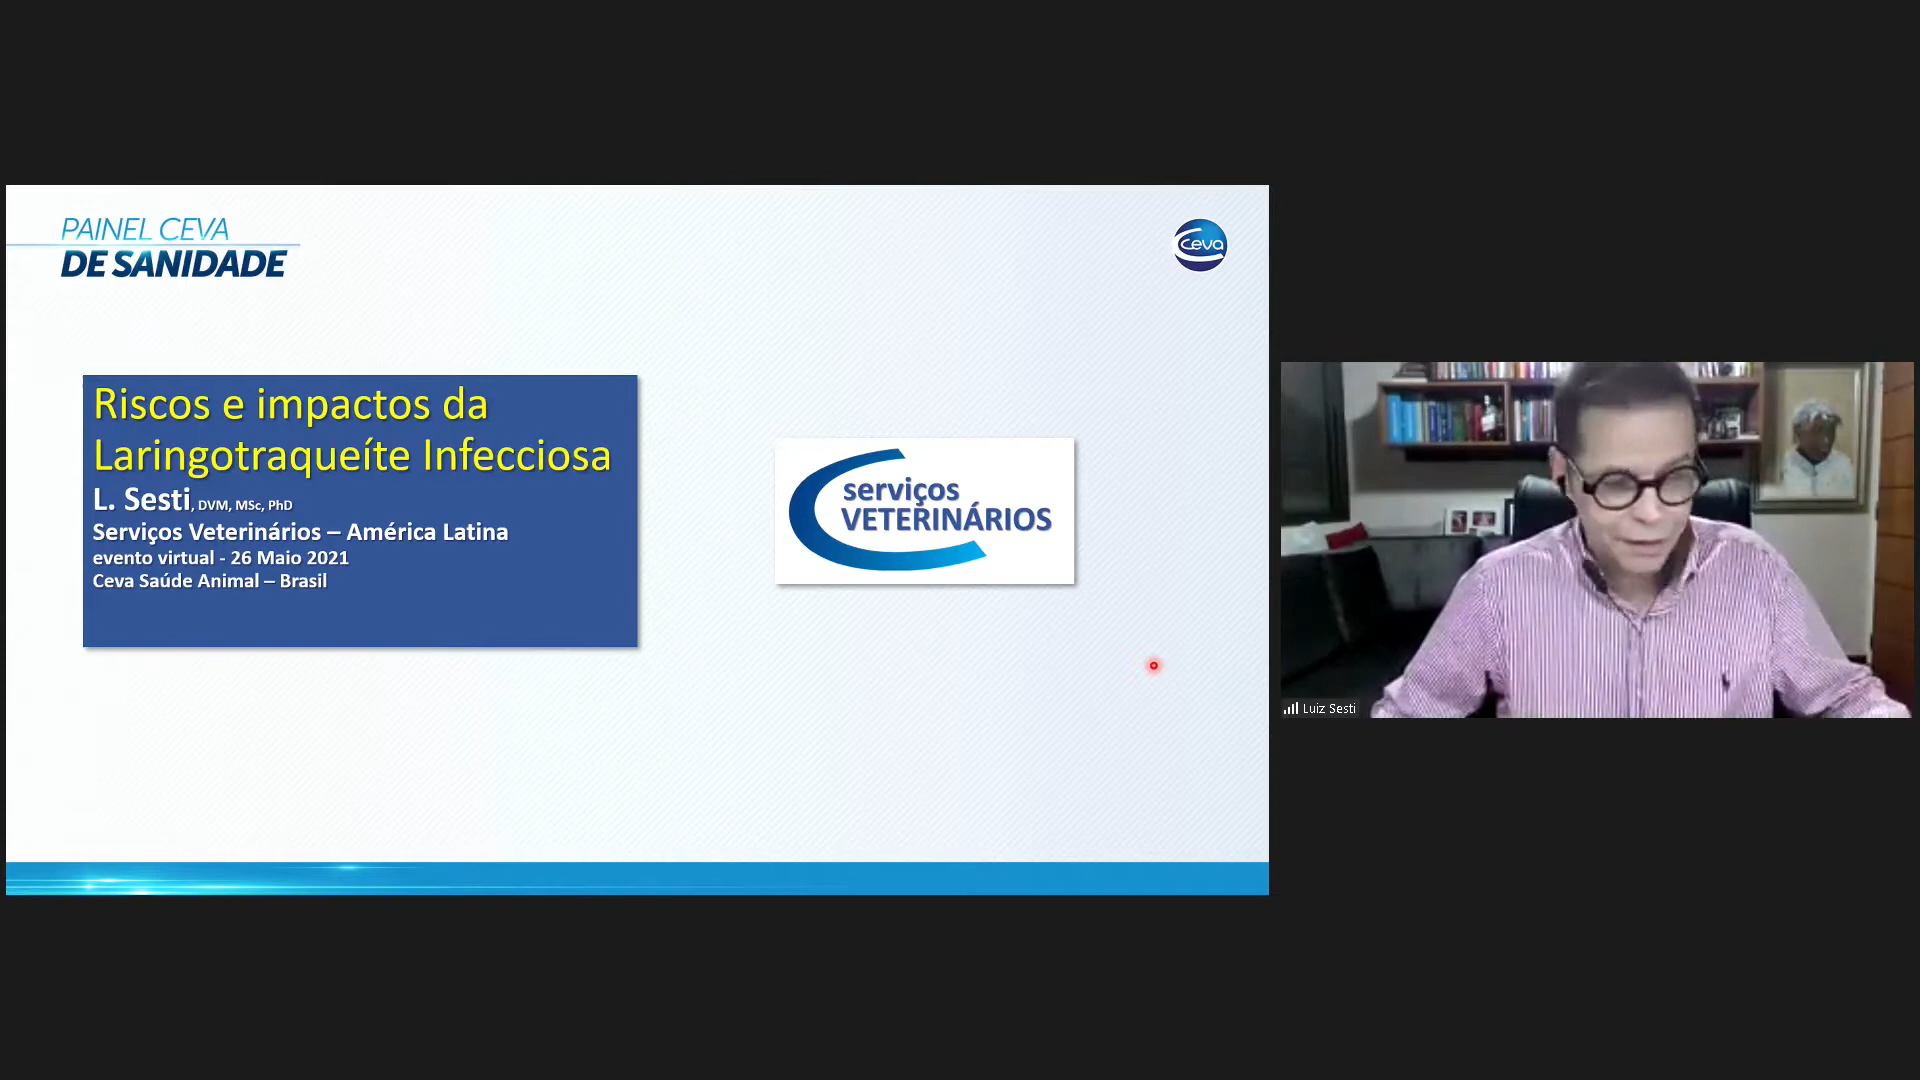 PAINEL CEVA
DE SANIDADE
Ceva
Riscos e impactos da
Laringotraqueíte Infecciosa
L. Sesti, DVM, MSc, PhD
Serviços Veterinários – América Latina
evento virtual - 26 Maio 2021
Ceva Saúde Animal – Brasil
serviços
VETERINÁRIOS
Luiz Sesti